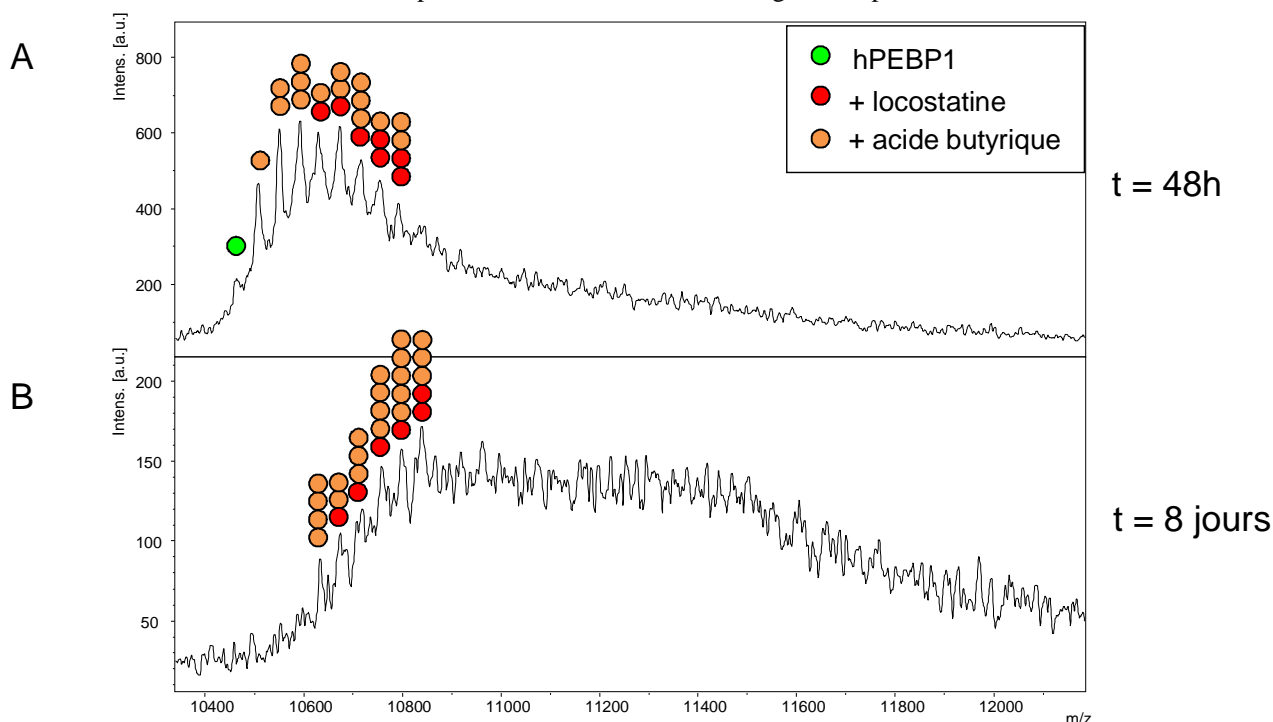 A
Intens. [a.u.]
800
600
400
200
hPEBP1
+ locostatine
+ acide butyrique
t = 48h
B
Intens. [a.u.]
200
150
100
50
t = 8 jours
10400 10600 10800 11000 11200 11400 11600 11800 12000
m/z